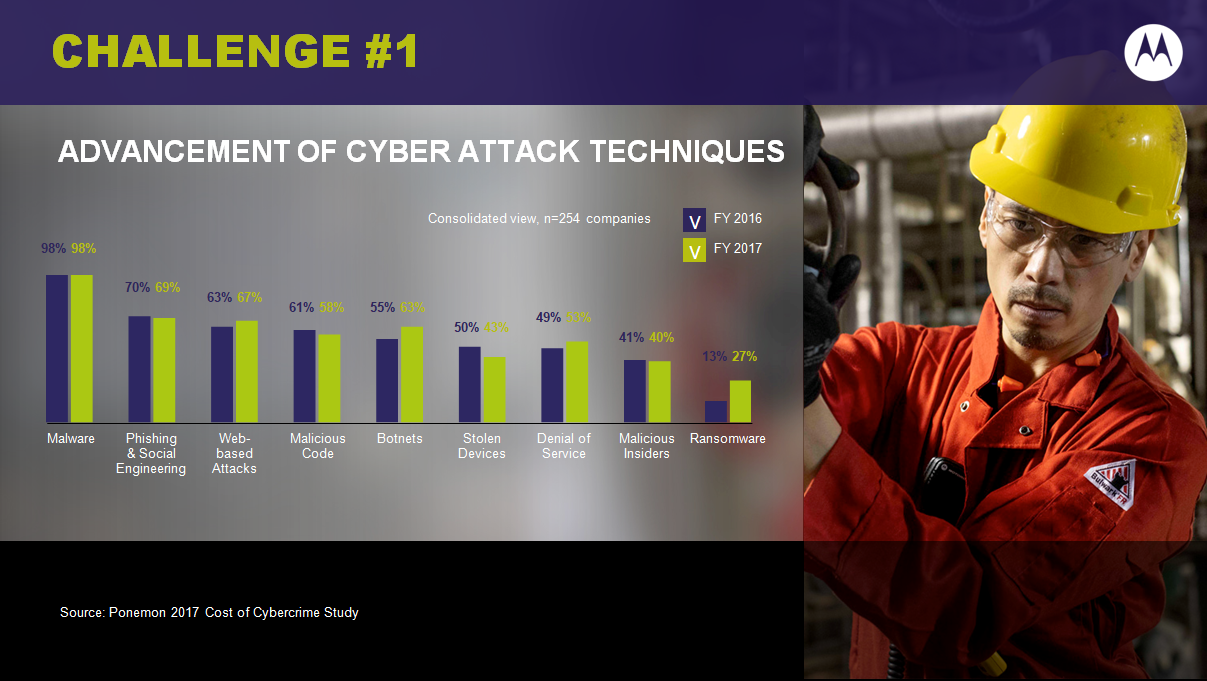 CHALLENGE #1
ADVANCEMENT OF CYBER ATTACK TECHNIQUES
Consolidated view, n=254 companies
V FY 2016
V FY 2017
98% 98%
70% 69%
63% 67%
61% 58%
55% 63%
50% 43%
49% 53%
41% 40%
13% 27%
Malware
Phishing
& Social
Engineering
Web-
based
Attacks
Malicious
Code
Botnets
Stolen
Devices
Denial of
Service
Malicious
Insiders
Ransomware
Bulwark FR
Source: Ponemon 2017 Cost of Cybercrime Study